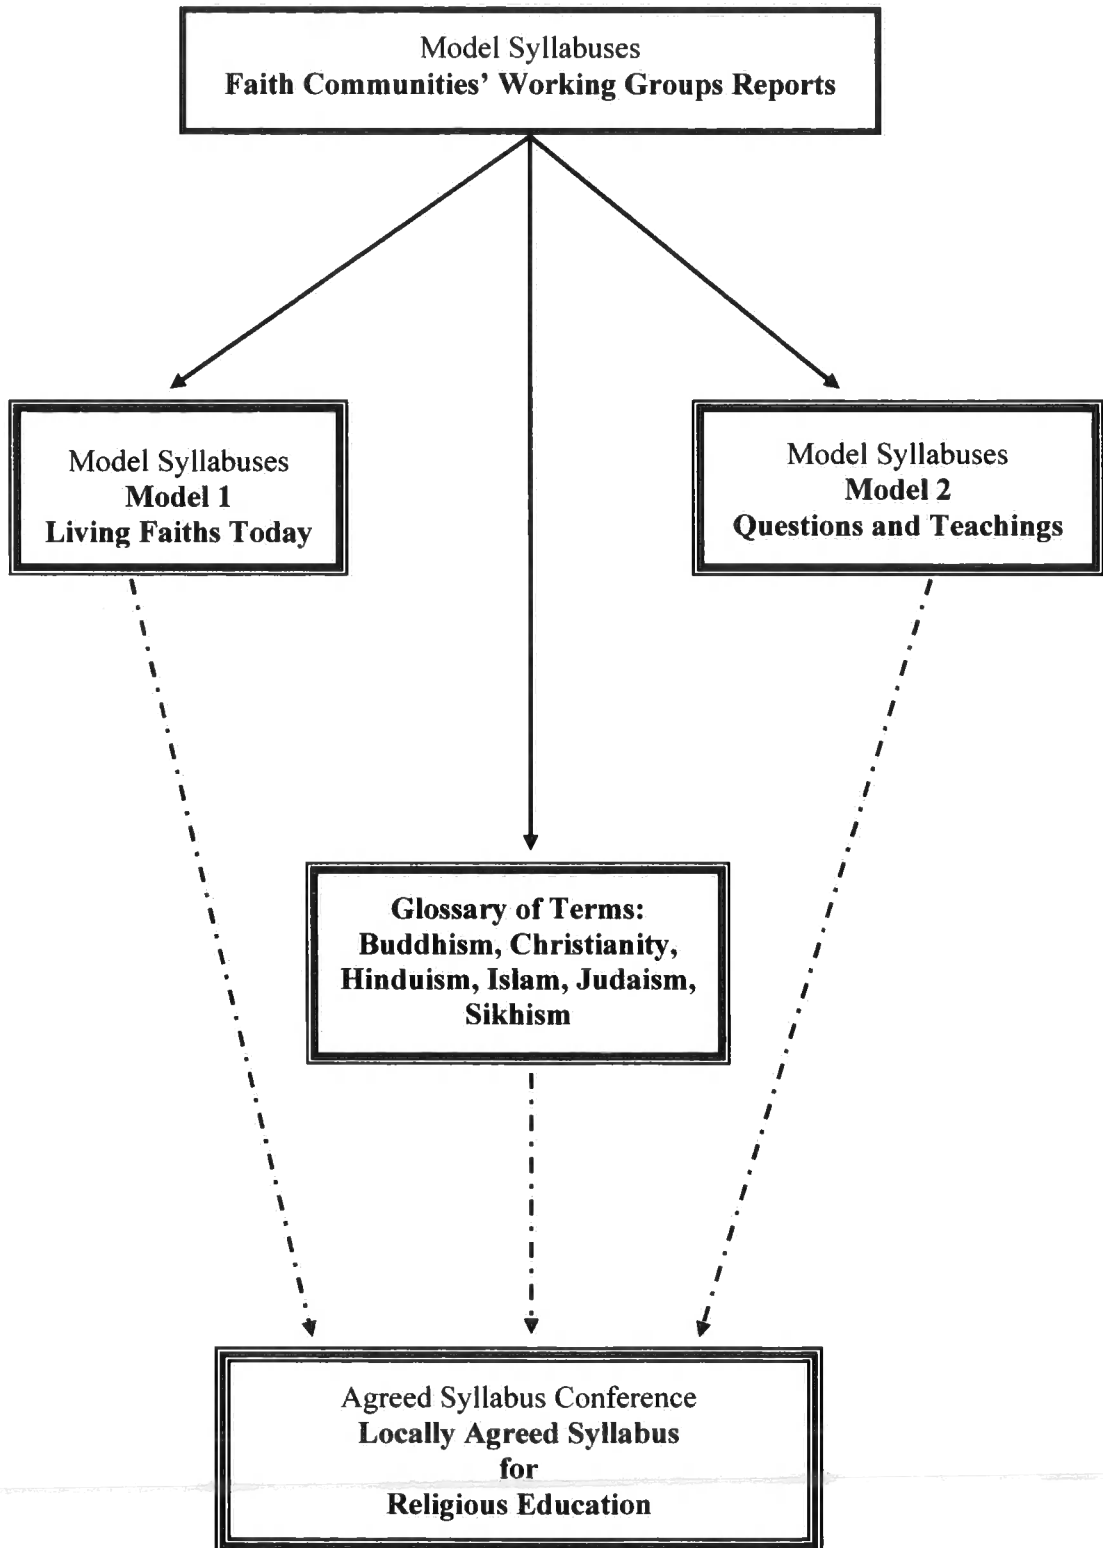 Model Syllabuses
Faith Communities' Working Groups Reports
Model Syllabuses
Model 1
Living Faiths Today
Model Syllabuses
Model 2
Questions and Teachings
Glossary of Terms:
Buddhism, Christianity,
Hinduism, Islam, Judaism,
Sikhism
Agreed Syllabus Conference
Locally Agreed Syllabus
for
Religious Education